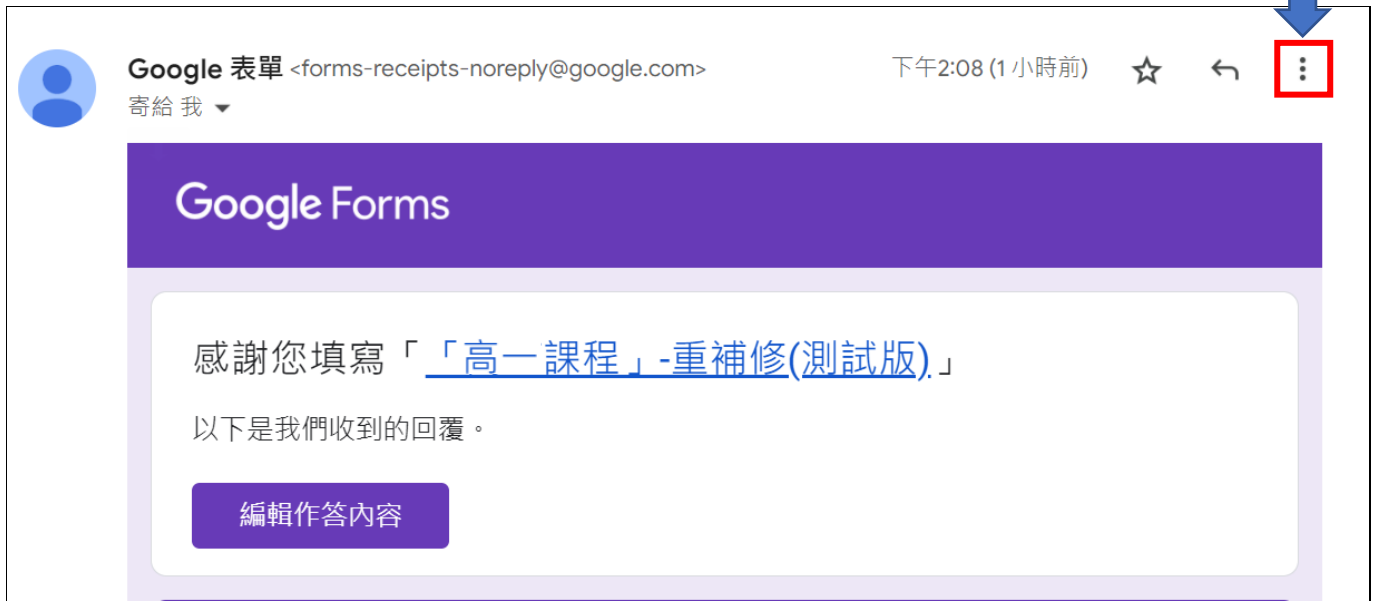 Google 表單 <forms-receipts-noreply@google.com> 下午2:08 (1 小時前)
寄給 我
Google Forms
感謝您填寫「「高一課程」-重補修(測試版)」
以下是我們收到的回覆。
編輯作答內容